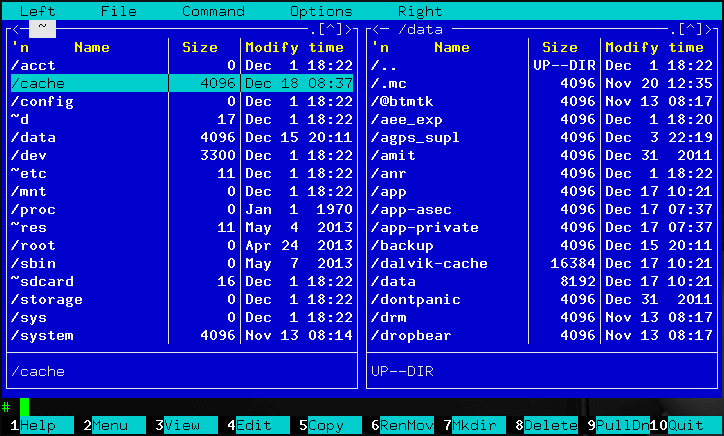 Left File Command Options Right
<─ ~ .[^]> <─ /data .[^]>
'n Name Size Modify time 'n Name Size Modify time
/acct 0 Dec 1 18:22 /.. UP--DIR Dec 1 18:22
/cache 4096 Dec 18 08:37 /.mc 4096 Nov 20 12:35
/config 0 Dec 1 18:22 /@btmtk 4096 Nov 13 08:17
~d 17 Dec 1 18:22 /aee_exp 4096 Dec 1 18:20
/data 4096 Dec 15 20:11 /agps_supl 4096 Dec 3 22:19
/dev 3300 Dec 1 18:22 /amit 4096 Dec 31 2011
~etc 11 Dec 1 18:22 /anr 4096 Dec 1 18:22
/mnt 0 Dec 1 18:22 /app 4096 Dec 17 10:21
/proc 0 Jan 1 1970 /app-asec 4096 Dec 17 07:37
~res 11 May 4 2013 /app-private 4096 Dec 17 07:37
/root 0 Apr 24 2013 /backup 4096 Dec 15 20:11
/sbin 0 May 7 2013 /dalvik-cache 16384 Dec 17 10:21
~sdcard 16 Dec 1 18:22 /data 8192 Dec 17 10:21
/storage 0 Dec 1 18:22 /dontpanic 4096 Dec 31 2011
/sys 0 Dec 1 18:22 /drm 4096 Nov 13 08:17
/system 4096 Nov 13 08:14 /dropbear 4096 Nov 13 08:17
/cache UP--DIR
#
1Help 2Menu 3View 4Edit 5Copy 6RenMov 7Mkdir 8Delete 9PullDn 10Quit